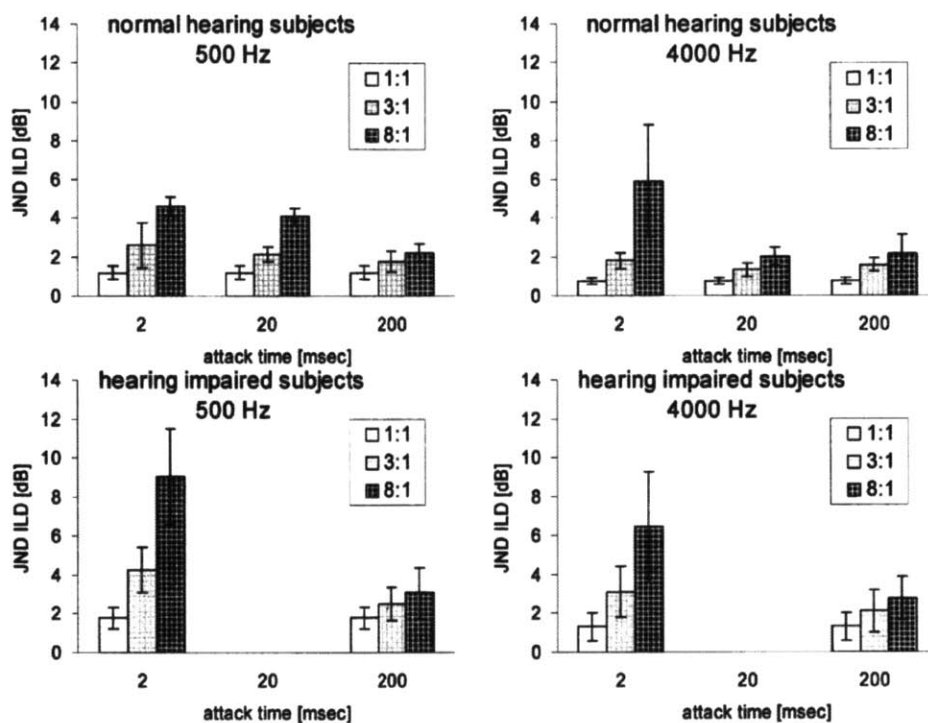 normal hearing subjects
500 Hz
JND ILD [dB]
14
12
10
8
6
4
2
0
1:1
3:1
8:1
2 20 200
attack time [msec]
normal hearing subjects
4000 Hz
JND ILD [dB]
14
12
10
8
6
4
2
0
1:1
3:1
8:1
2 20 200
attack time [msec]
hearing impaired subjects
500 Hz
JND ILD [dB]
14
12
10
8
6
4
2
0
1:1
3:1
8:1
2 20 200
attack time [msec]
hearing impaired subjects
4000 Hz
JND ILD [dB]
14
12
10
8
6
4
2
0
1:1
3:1
8:1
2 20 200
attack time [msec]